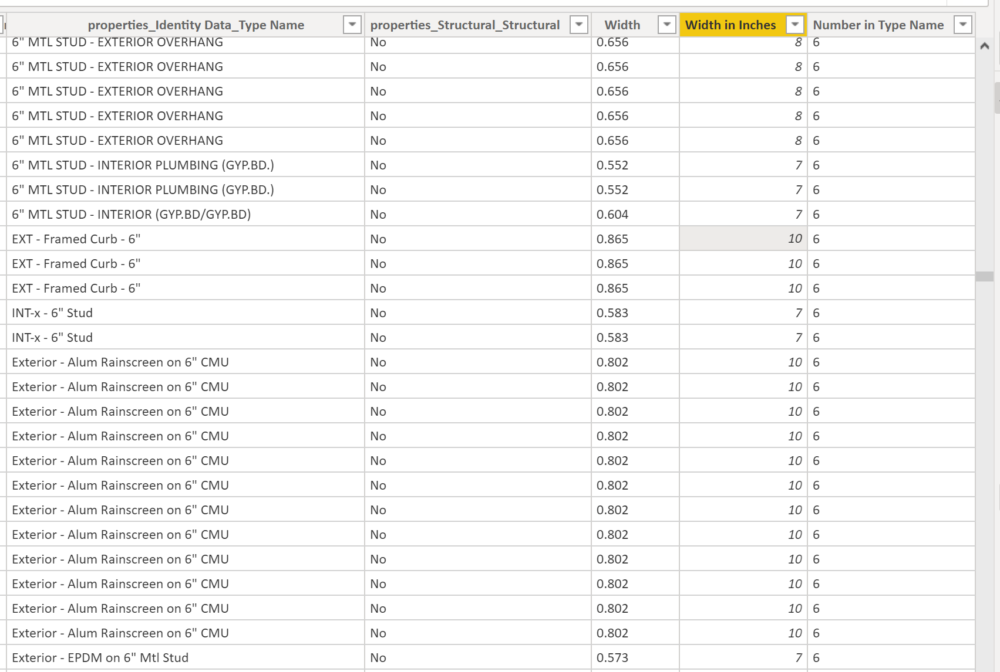 properties_Identity Data_Type Name properties_Structural_Structural Width Width in Inches Number in Type Name
6" MTL STUD - EXTERIOR OVERHANG No 0.656 8 6
6" MTL STUD - EXTERIOR OVERHANG No 0.656 8 6
6" MTL STUD - EXTERIOR OVERHANG No 0.656 8 6
6" MTL STUD - EXTERIOR OVERHANG No 0.656 8 6
6" MTL STUD - EXTERIOR OVERHANG No 0.656 8 6
6" MTL STUD - INTERIOR PLUMBING (GYP.BD.) No 0.552 7 6
6" MTL STUD - INTERIOR PLUMBING (GYP.BD.) No 0.552 7 6
6" MTL STUD - INTERIOR (GYP.BD/GYP.BD) No 0.604 7 6
EXT - Framed Curb - 6" No 0.865 10 6
EXT - Framed Curb - 6" No 0.865 10 6
EXT - Framed Curb - 6" No 0.865 10 6
INT-x - 6" Stud No 0.583 7 6
INT-x - 6" Stud No 0.583 7 6
Exterior - Alum Rainscreen on 6" CMU No 0.802 10 6
Exterior - Alum Rainscreen on 6" CMU No 0.802 10 6
Exterior - Alum Rainscreen on 6" CMU No 0.802 10 6
Exterior - Alum Rainscreen on 6" CMU No 0.802 10 6
Exterior - Alum Rainscreen on 6" CMU No 0.802 10 6
Exterior - Alum Rainscreen on 6" CMU No 0.802 10 6
Exterior - Alum Rainscreen on 6" CMU No 0.802 10 6
Exterior - Alum Rainscreen on 6" CMU No 0.802 10 6
Exterior - Alum Rainscreen on 6" CMU No 0.802 10 6
Exterior - Alum Rainscreen on 6" CMU No 0.802 10 6
Exterior - Alum Rainscreen on 6" CMU No 0.802 10 6
Exterior - Alum Rainscreen on 6" CMU No 0.802 10 6
Exterior - EPDM on 6" Mtl Stud No 0.573 7 6